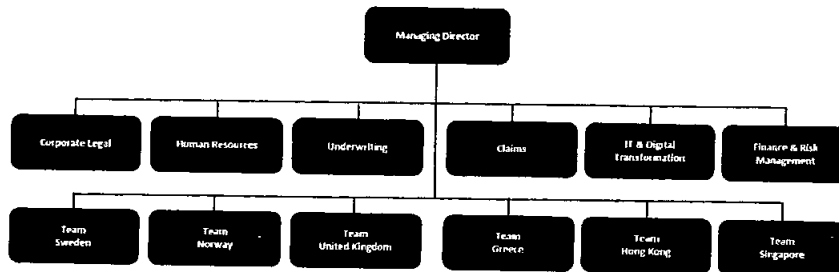 Managing Director
Corporate Legal
Human Resources
Underwriting
Claims
IT & Digital
Transformation
Finance & Risk
Management
Team
Sweden
Team
Norway
Team
United Kingdom
Team
Greece
Team
Hong Kong
Team
Singapore